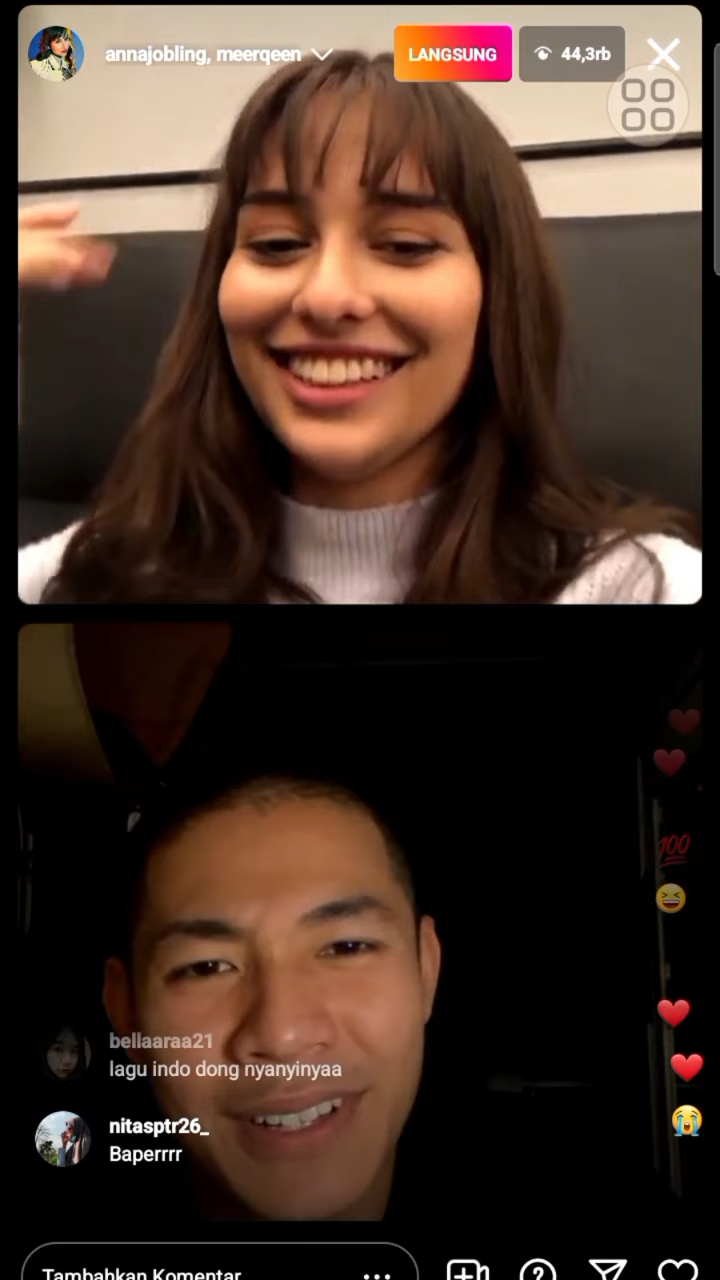 annajobling, meerqeen
LANGSUNG
44,3rb
bellaaraa21
lagu indo dong nyanyinyaa
nitasptr26_
Baperrrr
Tambahkan Komentar